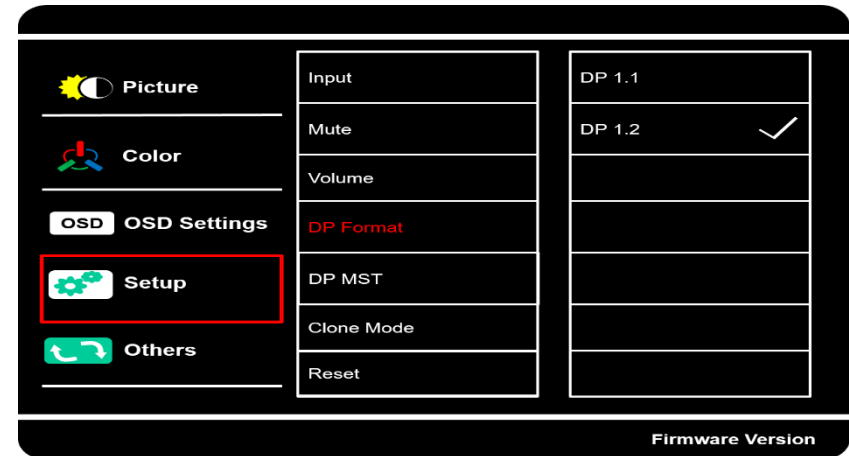 Picture
Color
OSD OSD Settings
Setup
Others
Input
Mute
Volume
DP Format
DP MST
Clone Mode
Reset
DP 1.1
DP 1.2
Firmware Version